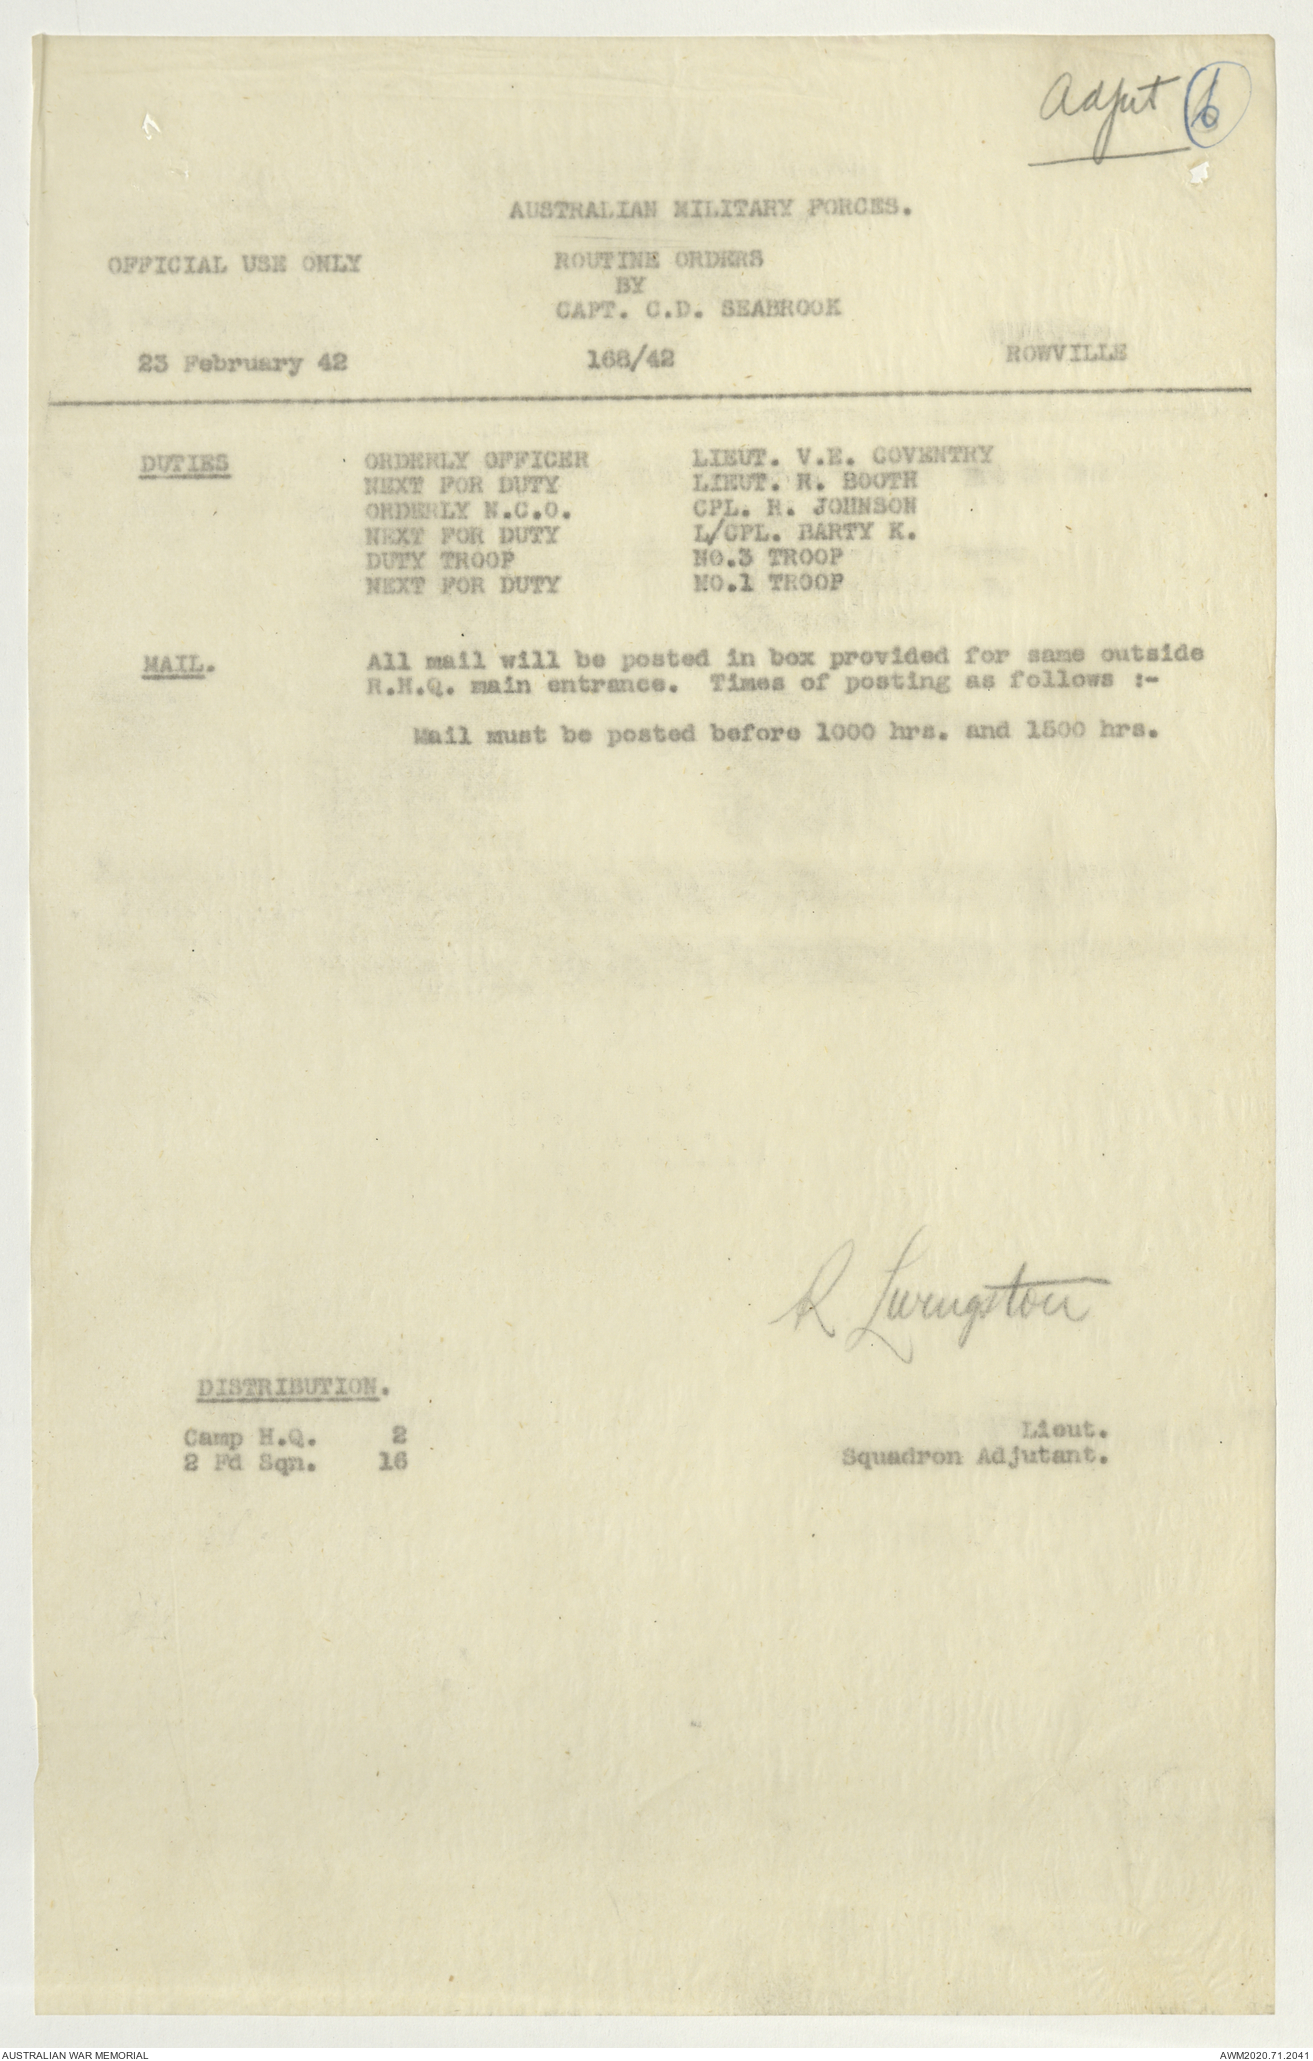 Adjut 6
AUSTRALIAN MILITARY FORCES.
OFFICIAL USE ONLY
ROUTINE ORDERS
BY
CAPT. C.D. SEABROOK
23 February 42 168/42 ROWVILLE
DUTIES ORDERLY OFFICER LIEUT. V.E. COVENTRY
NEXT FOR DUTY LIEUT. R. BOOTH
ORDERLY N.C.O. CPL. R. JOHNSON
NEXT FOR DUTY L/CPL. BARTY K.
DUTY TROOP NO.3 TROOP
NEXT FOR DUTY NO.1 TROOP
MAIL. All mail will be posted in box provided for same outside
R.H.Q. main entrance. Times of posting as follows :-
Mail must be posted before 1000 hrs. and 1500 hrs.
R Livingston
Lieut.
Squadron Adjutant.
DISTRIBUTION.
Camp H.Q. 2
2 Fd Sqn. 16
AUSTRALIAN WAR MEMORIAL
AWM2020.71.2041